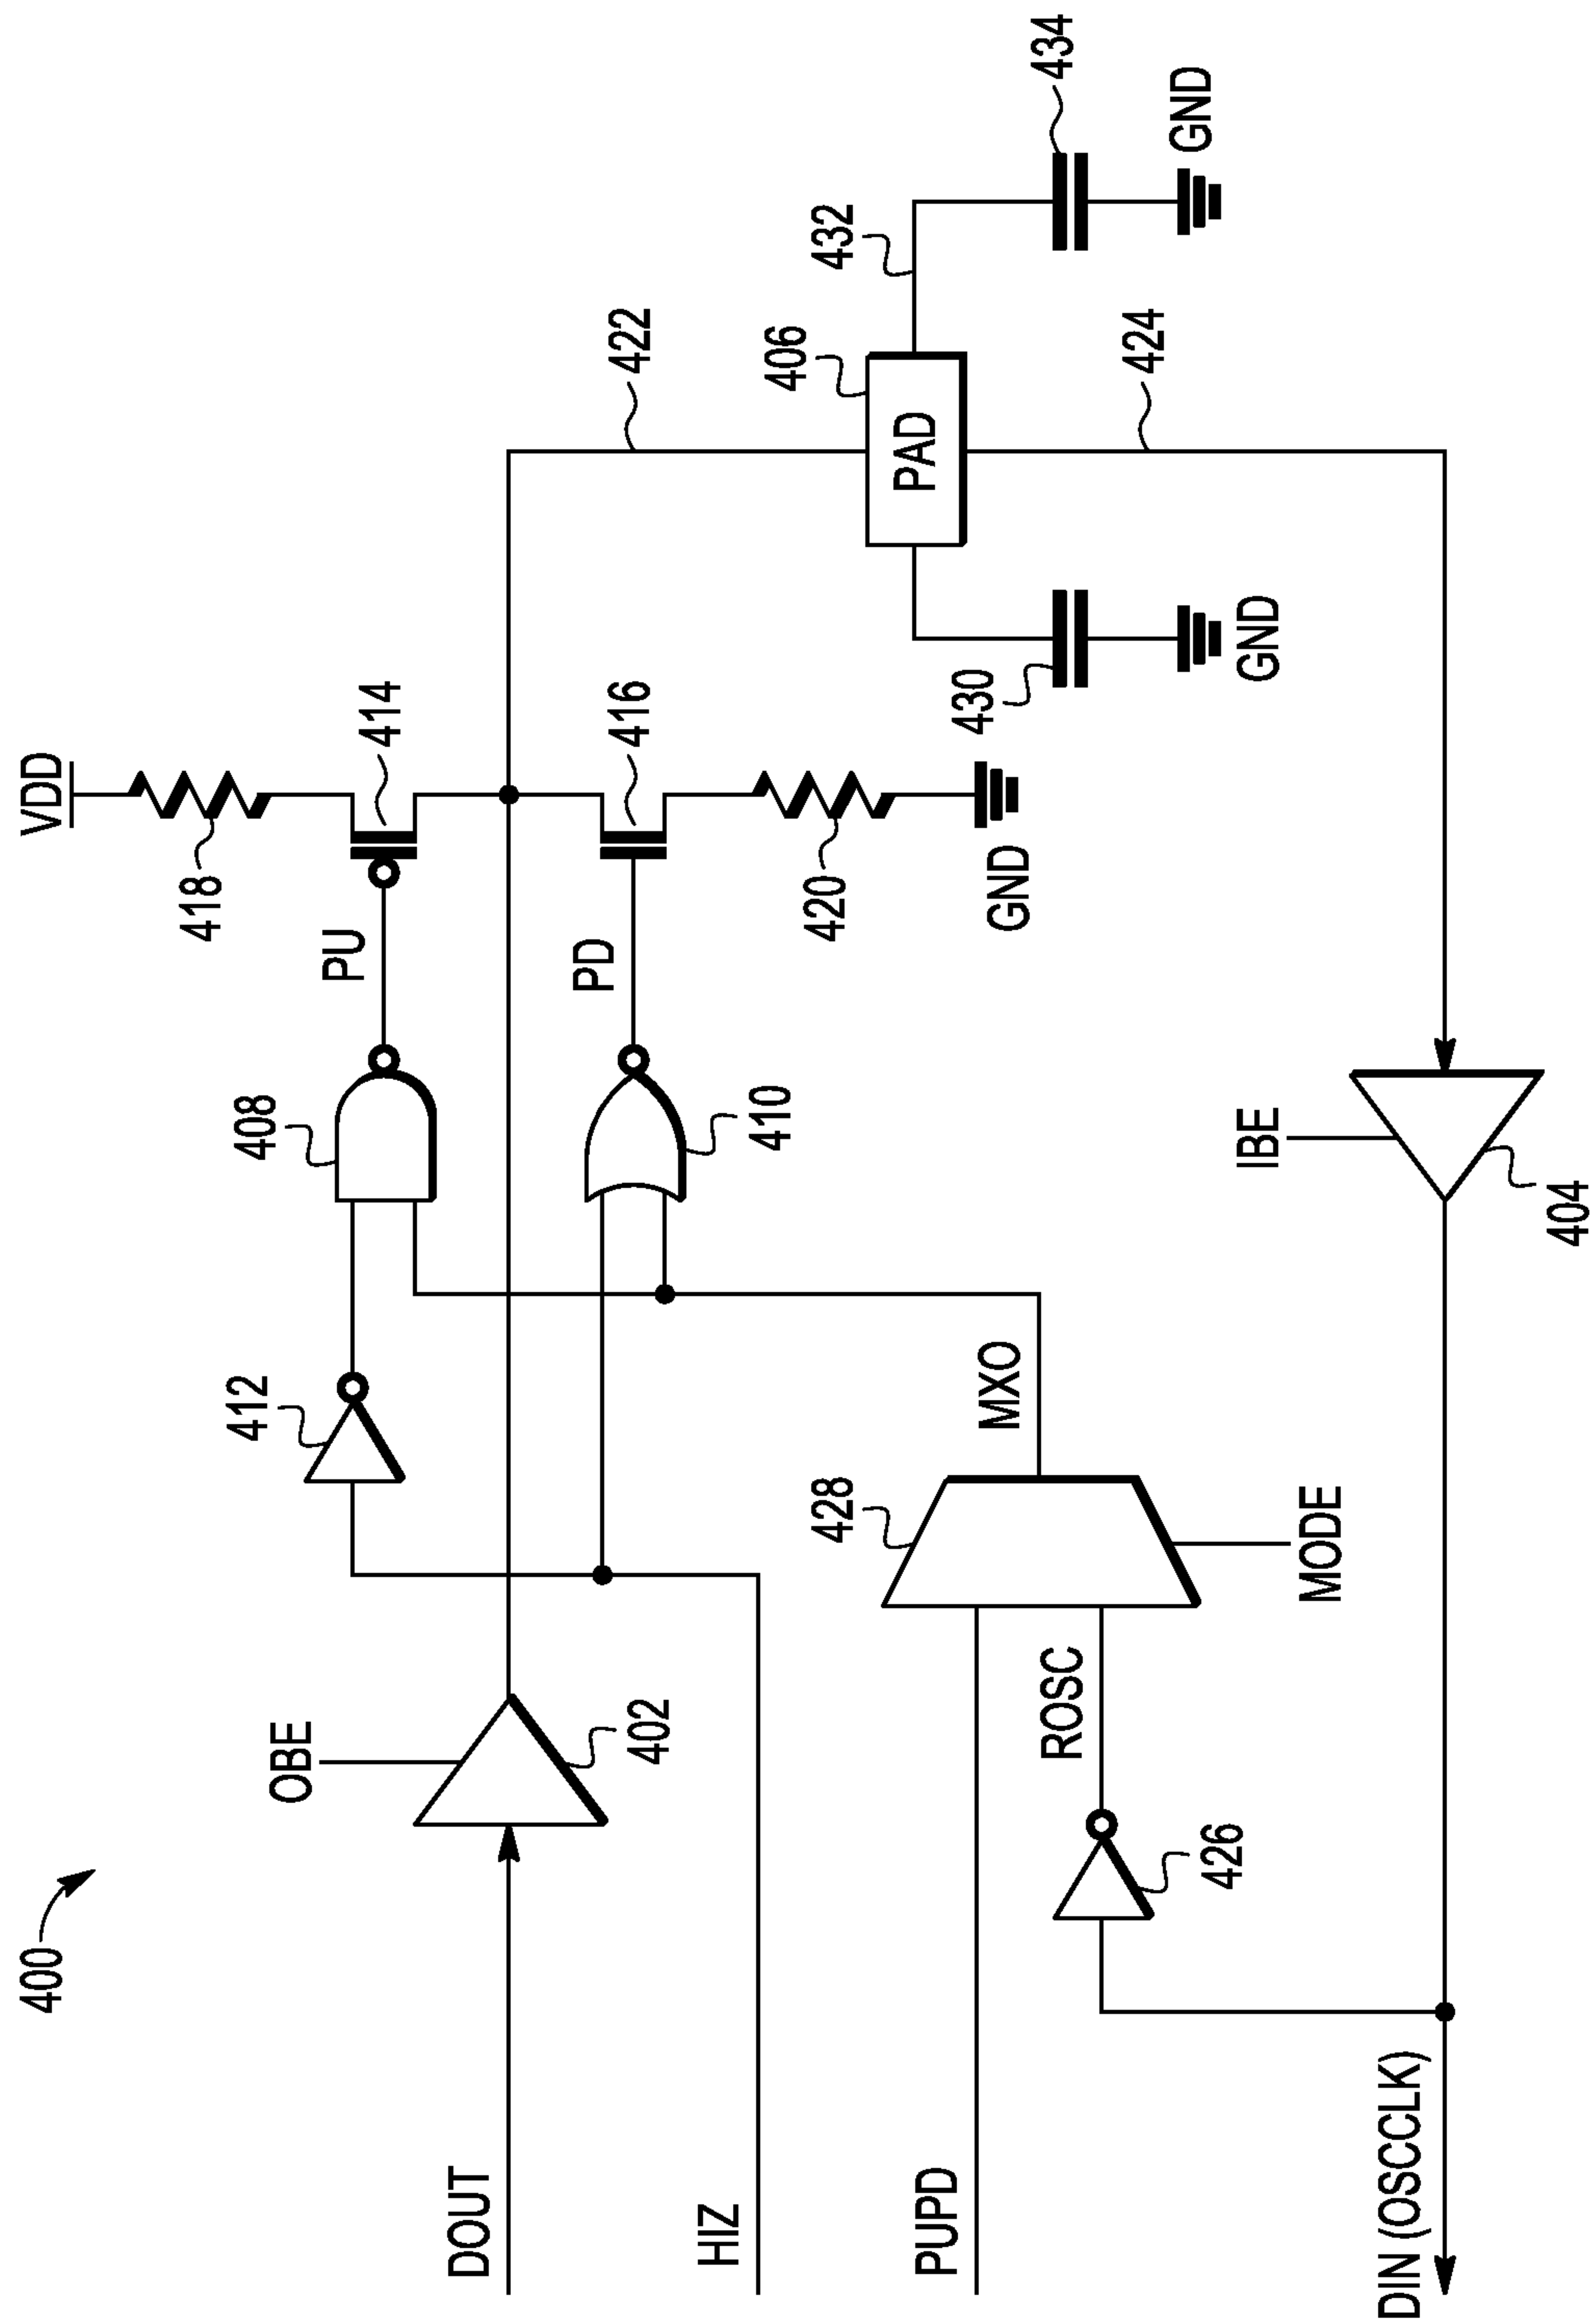 400
DOUT
OBE
402
HIZ
412
408
PU
VDD
418
414
410
PD
416
420
GND
422
406
PAD
432
434
GND
430
GND
424
PUPD
428
MXO
ROSC
426
MODE
IBE
404
DIN (OSCCLK)